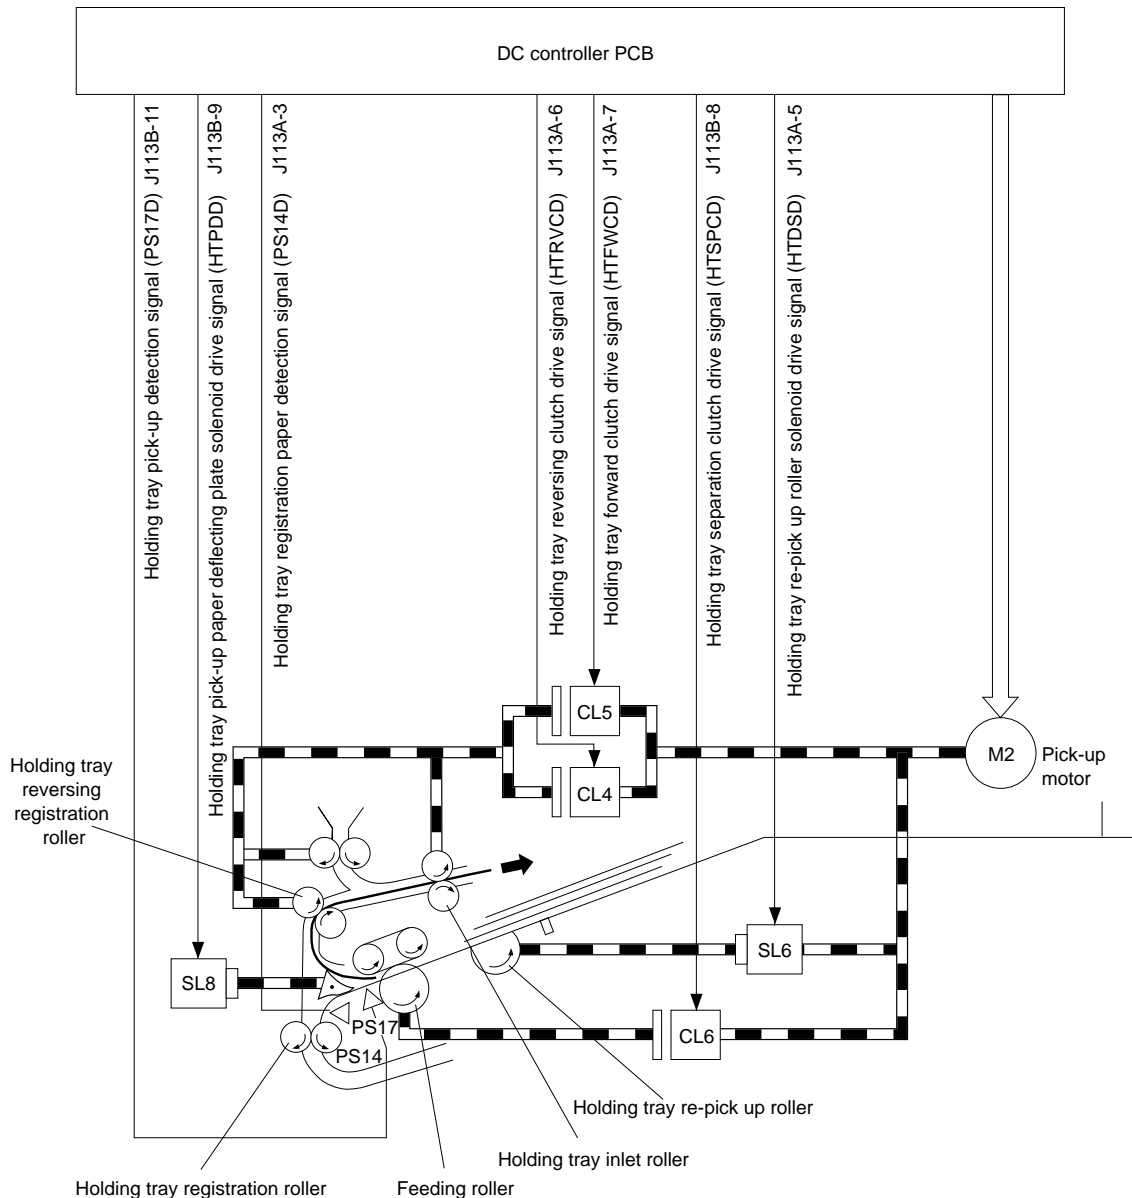 DC controller PCB
Holding tray pick-up detection signal (PS17D) J113B-11
Holding tray pick-up paper deflecting plate solenoid drive signal (HTPDD) J113B-9
Holding tray registration paper detection signal (PS14D) J113A-3
Holding tray reversing clutch drive signal (HTRVCD) J113A-6
Holding tray forward clutch drive signal (HTFWCD) J113A-7
Holding tray separation clutch drive signal (HTSPCD) J113B-8
Holding tray re-pick up roller solenoid drive signal (HTDSD) J113A-5
CL5
CL4
M2
Pick-up
motor
Holding tray
reversing
registration
roller
SL8
SL6
PS17
PS14
CL6
Holding tray re-pick up roller
Holding tray inlet roller
Holding tray registration roller
Feeding roller